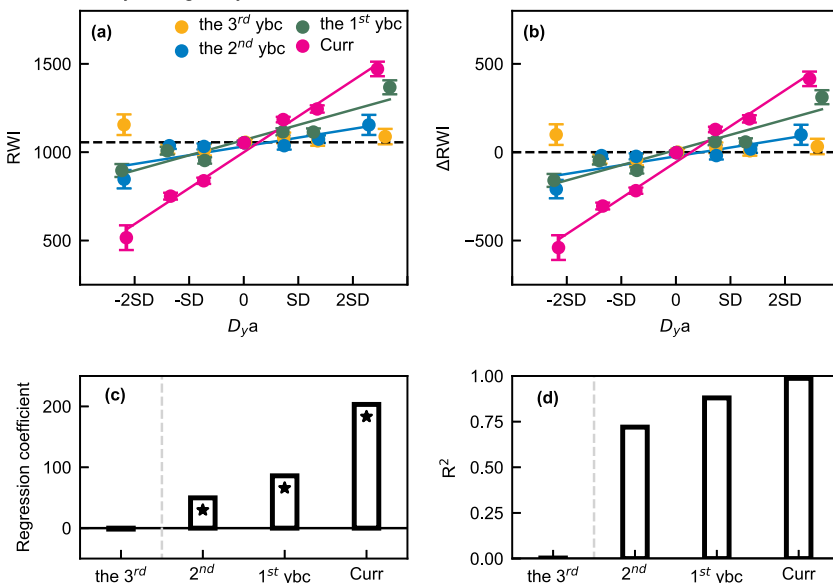 (a)
the 3rd ybc
the 1st ybc
the 2nd ybc
Curr
1500
1000
500
RWI
-2SD
-SD
0
SD
2SD
Dya
(b)
500
0
−500
ΔRWI
-2SD
-SD
0
SD
2SD
Dya
(c)
200
100
0
Regression coefficient
the 3rd
2nd
1st ybc
Curr
(d)
1.00
0.75
0.50
0.25
0.00
R2
the 3rd
2nd
1st ybc
Curr